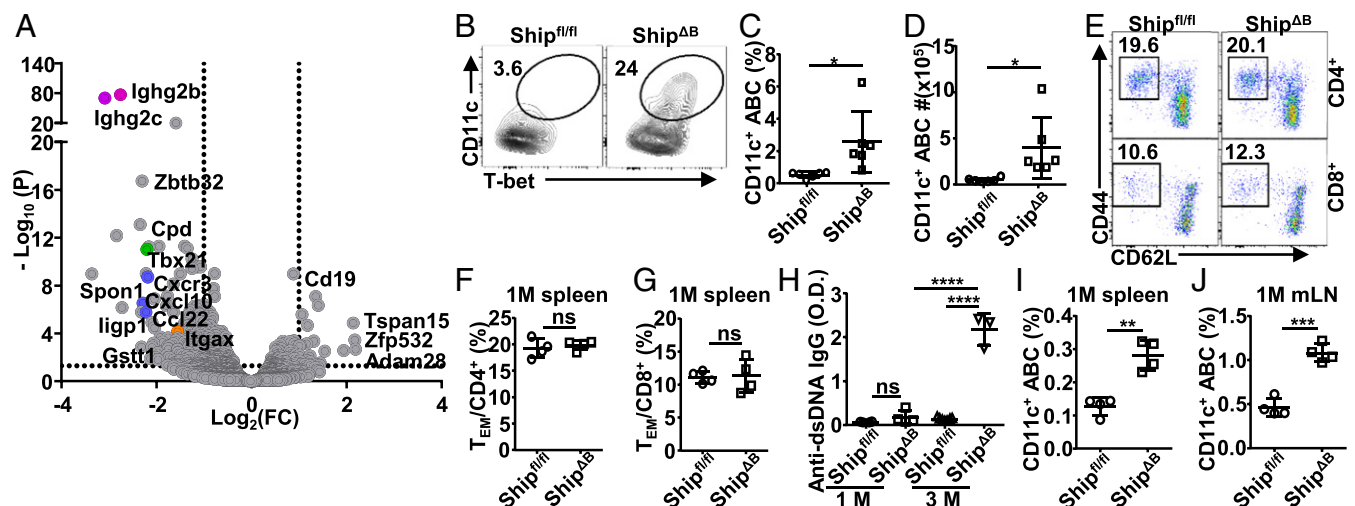 A
- Log10 (P)
140
80
20
20
16
12
8
4
0
Ighg2b
Ighg2c
Zbtb32
Cpd
Tbx21
Cxcr3
Spon1
Cxcl10
Iigp1
Ccl22
Itgax
Gstt1
Cd19
Tspan15
Zfp532
Adam28
-4 -2 0 2 4
Log2(FC)
B
Shipfl/fl ShipΔB
3.6 24
CD11c
T-bet
C
CD11c+ ABC (%)
8
6
4
2
0
*
Shipfl/fl ShipΔB
D
CD11c+ ABC #(x10⁵)
15
10
5
0
*
Shipfl/fl ShipΔB
E
Shipfl/fl ShipΔB
19.6 20.1
CD4+
10.6 12.3
CD8+
CD44
CD62L
F
1M spleen
TEM/CD4+ (%)
25
20
15
10
5
0
ns
Shipfl/fl ShipΔB
G
1M spleen
TEM/CD8+ (%)
20
15
10
5
0
ns
Shipfl/fl ShipΔB
H
Anti-dsDNA IgG (O.D.)
3
2
1
0
****
****
ns
Shipfl/fl ShipΔB Shipfl/fl ShipΔB
1 M 3 M
I
1M spleen
CD11c+ ABC (%)
0.4
0.3
0.2
0.1
0.0
**
Shipfl/fl ShipΔB
J
1M mLN
CD11c+ ABC (%)
1.5
1.0
0.5
0.0
***
Shipfl/fl ShipΔB